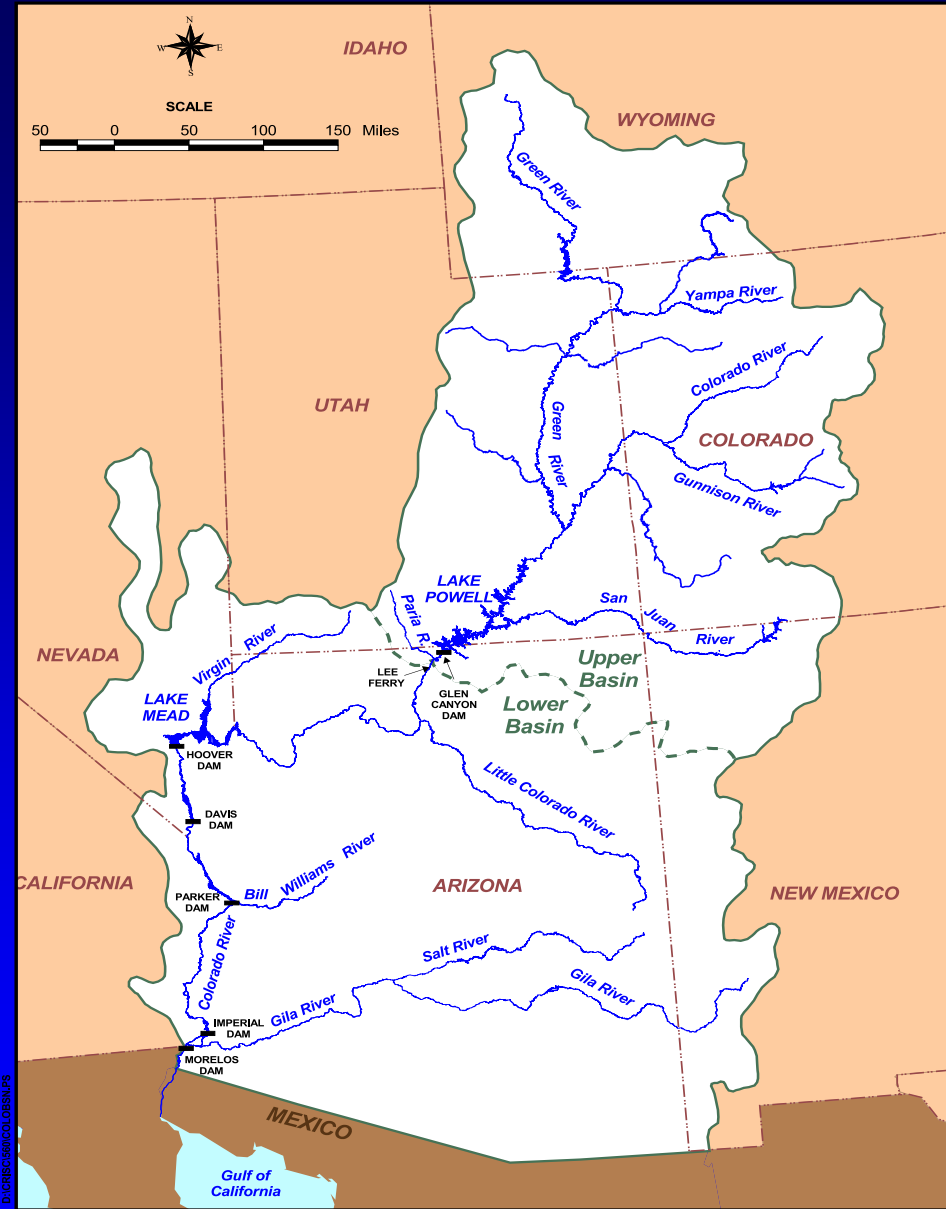 N
W E
S
IDAHO
SCALE
50 0 50 100 150 Miles
WYOMING
Green River
Yampa River
Colorado River
UTAH
Green
River
COLORADO
Gunnison River
LAKE
POWELL
San
Juan
River
Paria R.
Virgin River
NEVADA
LEE
FERRY
GLEN
CANYON
DAM
Upper
Basin
Lower
Basin
LAKE
MEAD
HOOVER
DAM
Little Colorado River
DAVIS
DAM
CALIFORNIA
PARKER
DAM
Bill Williams River
ARIZONA
NEW MEXICO
Colorado River
Salt River
Gila River
Gila River
IMPERIAL
DAM
MORELOS
DAM
MEXICO
Gulf of
California